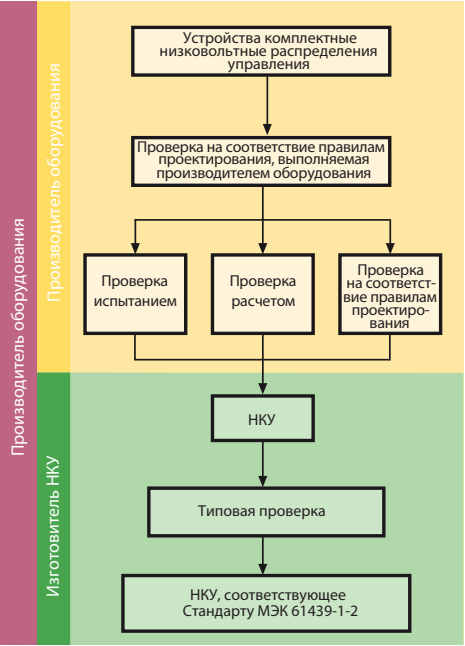 Производитель оборудования
Производитель оборудования
Устройства комплектные
низковольтные распределения
управления
Проверка на соответствие правилам
проектирования, выполняемая
производителем оборудования
Проверка
испытанием
Проверка
расчетом
Проверка
на соответст-
вие правилам
проектиро-
вания
Изготовитель НКУ
НКУ
Типовая проверка
НКУ, соответствующее
Стандарту МЭК 61439-1-2